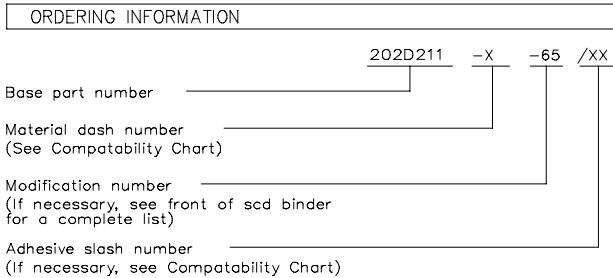 ORDERING INFORMATION
202D211 -X -65 /XX
Base part number
Material dash number
(See Compatability Chart)
Modification number
(If necessary, see front of scd binder
for a complete list)
Adhesive slash number
(If necessary, see Compatability Chart)